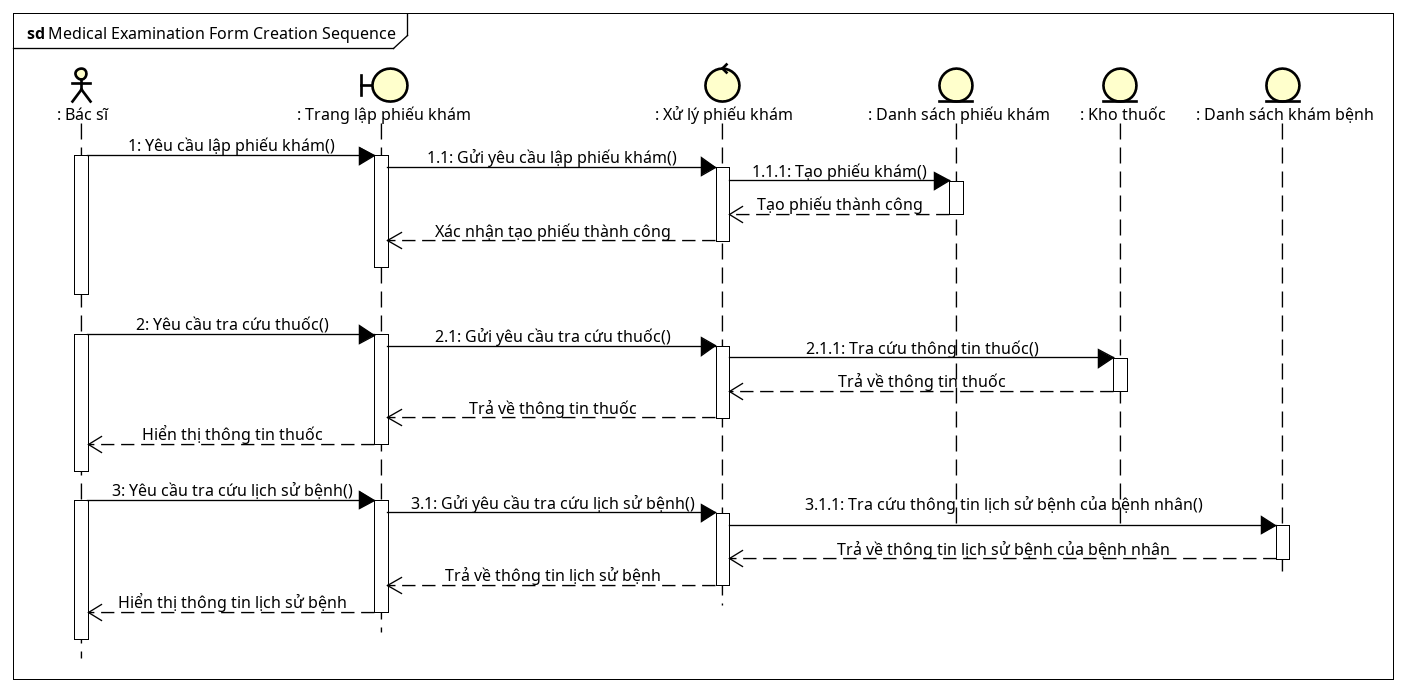 sd Medical Examination Form Creation Sequence
: Bác sĩ
: Trang lập phiếu khám
: Xử lý phiếu khám
: Danh sách phiếu khám
: Kho thuốc
: Danh sách khám bệnh
1: Yêu cầu lập phiếu khám()
1.1: Gửi yêu cầu lập phiếu khám()
1.1.1: Tạo phiếu khám()
Tạo phiếu thành công
Xác nhận tạo phiếu thành công
2: Yêu cầu tra cứu thuốc()
2.1: Gửi yêu cầu tra cứu thuốc()
2.1.1: Tra cứu thông tin thuốc()
Trả về thông tin thuốc
Trả về thông tin thuốc
Hiển thị thông tin thuốc
3: Yêu cầu tra cứu lịch sử bệnh()
3.1: Gửi yêu cầu tra cứu lịch sử bệnh()
3.1.1: Tra cứu thông tin lịch sử bệnh của bệnh nhân()
Trả về thông tin lịch sử bệnh của bệnh nhân
Trả về thông tin lịch sử bệnh
Hiển thị thông tin lịch sử bệnh